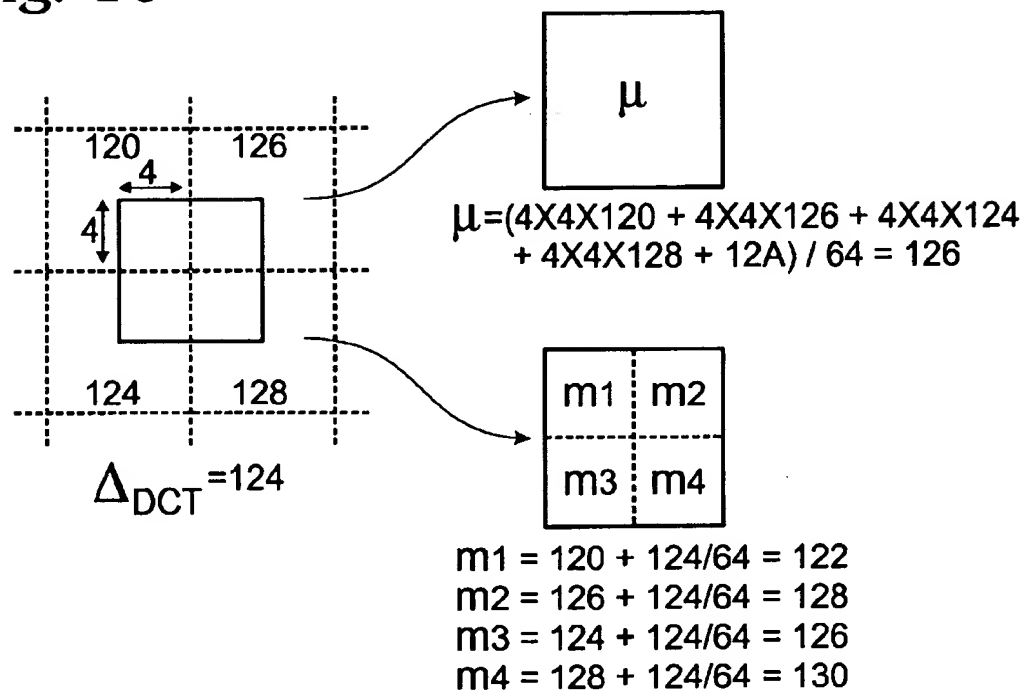 μ
120 126
4
4
μ=(4X4X120 + 4X4X126 + 4X4X124
+ 4X4X128 + 12A) / 64 = 126
124 128
m1 m2
m3 m4
ΔDCT=124
m1 = 120 + 124/64 = 122
m2 = 126 + 124/64 = 128
m3 = 124 + 124/64 = 126
m4 = 128 + 124/64 = 130